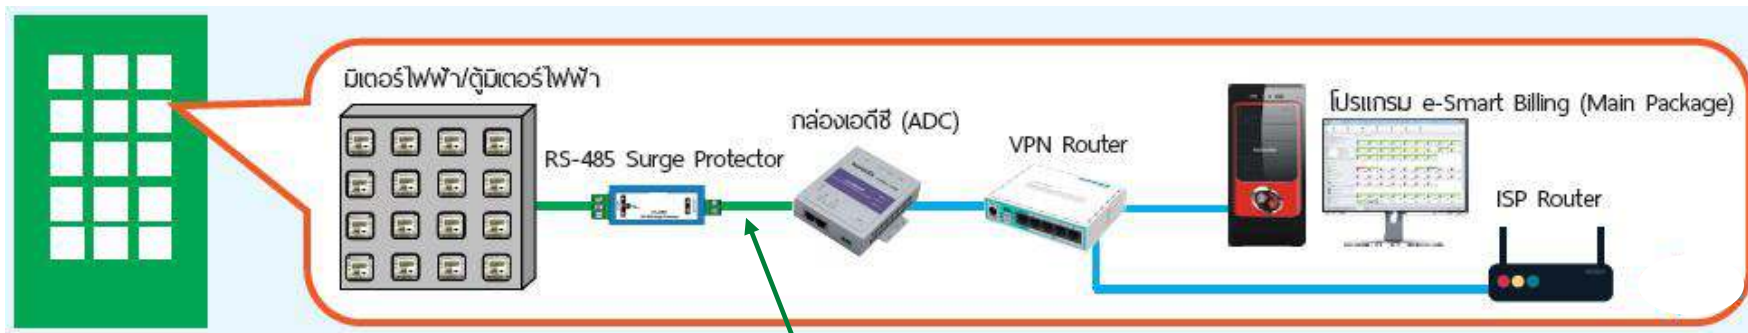 มิเตอร์ไฟฟ้า/ตู้มิเตอร์ไฟฟ้า
RS-485 Surge Protector
กล่องเอดีซี (ADC)
VPN Router
โปรแกรม e-Smart Billing (Main Package)
ISP Router